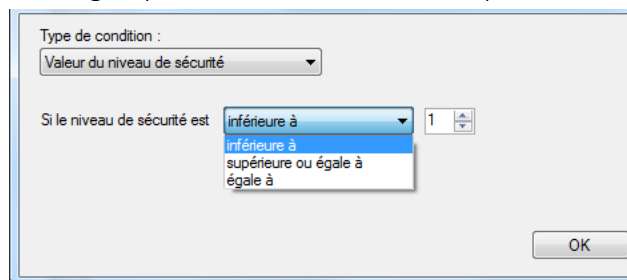 Type de condition :
Valeur du niveau de sécurité
Si le niveau de sécurité est inférieure à 1
inférieure à
supérieure ou égale à
égale à
OK